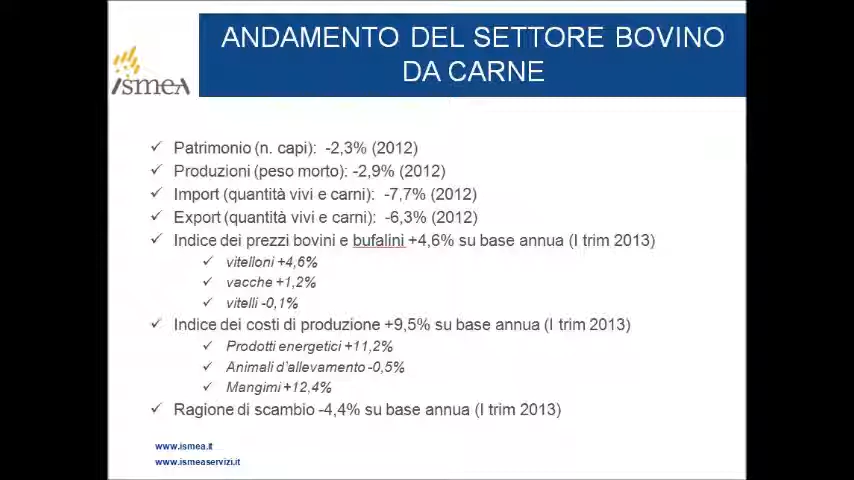 ANDAMENTO DEL SETTORE BOVINO
DA CARNE
ismea
Patrimonio (n. capi): -2,3% (2012)
Produzioni (peso morto): -2,9% (2012)
Import (quantità vivi e carni): -7,7% (2012)
Export (quantità vivi e carni): -6,3% (2012)
Indice dei prezzi bovini e bufalini +4,6% su base annua (I trim 2013)
vitelloni +4,6%
vacche +1,2%
vitelli -0,1%
Indice dei costi di produzione +9,5% su base annua (I trim 2013)
Prodotti energetici +11,2%
Animali d'allevamento -0,5%
Mangimi +12,4%
Ragione di scambio -4,4% su base annua (I trim 2013)
www.ismea.it
www.ismeaservizi.it